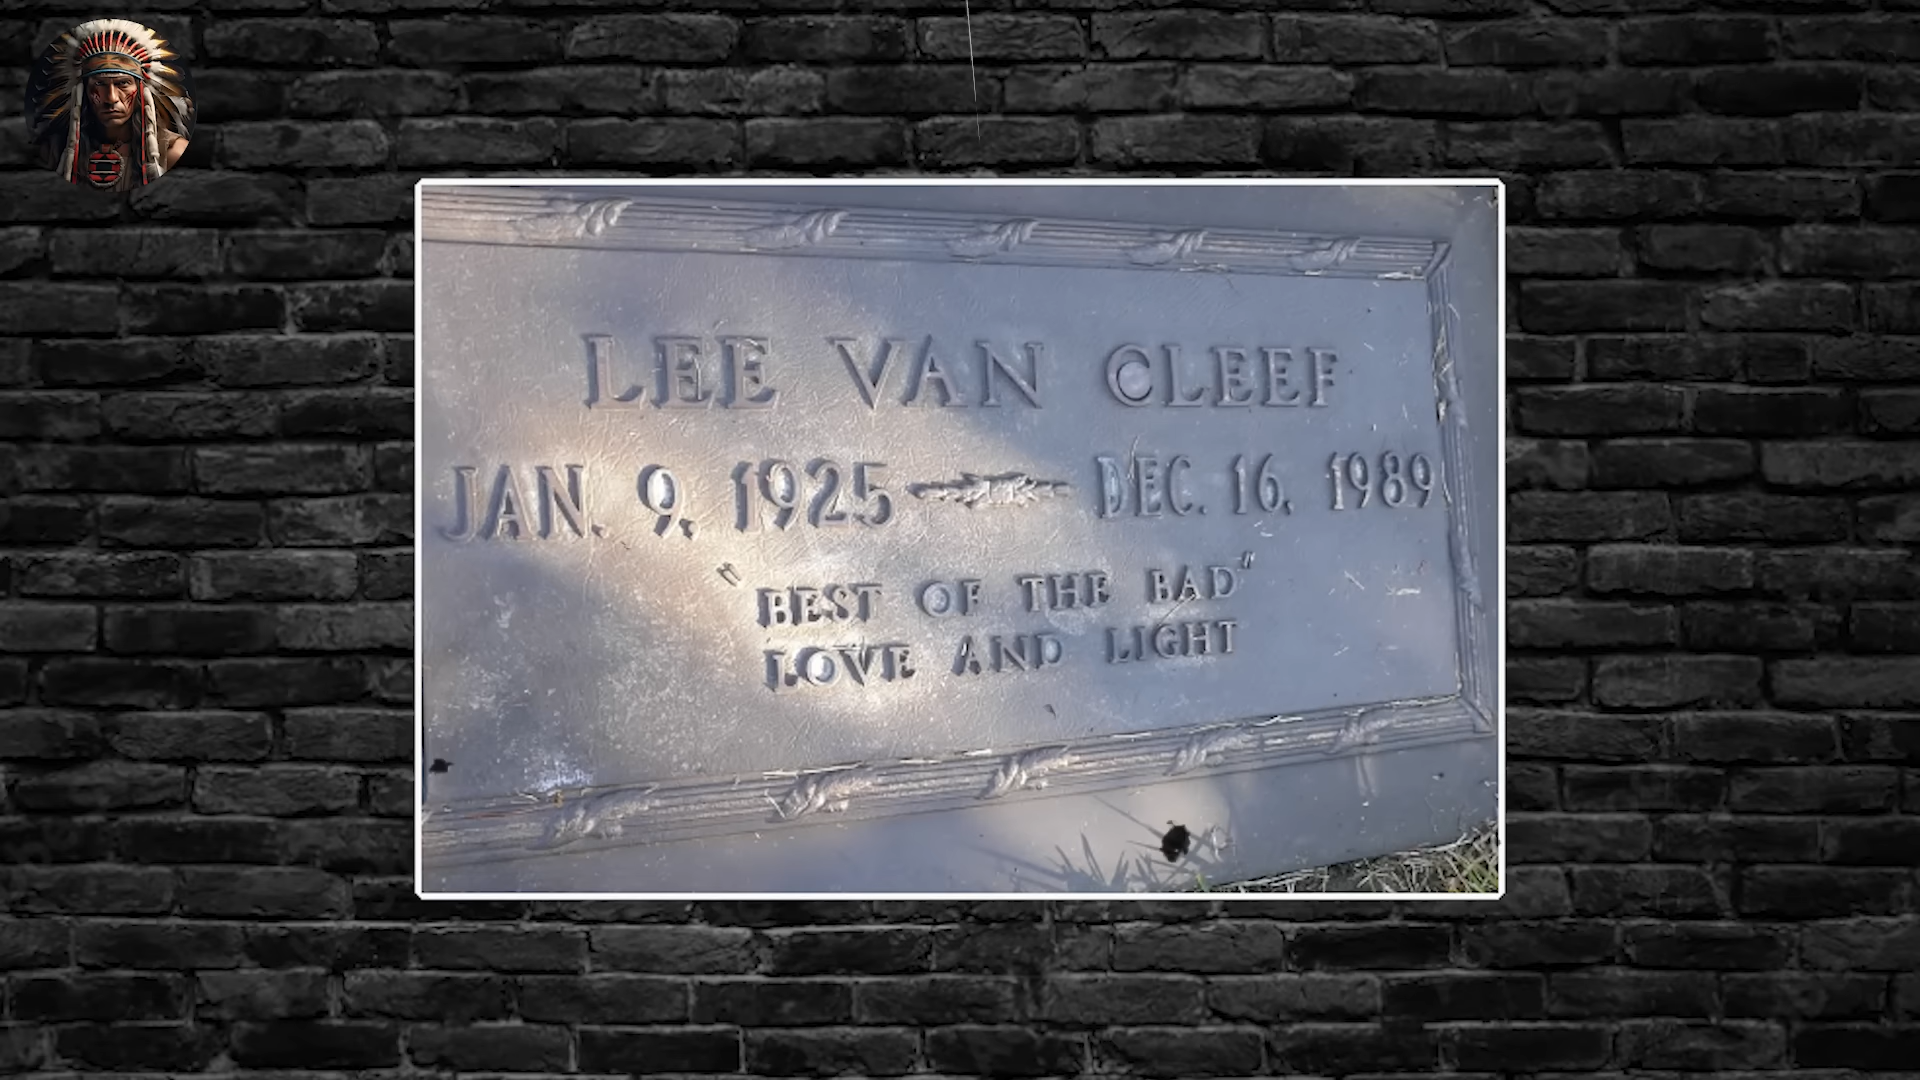 LEE VAN CLEEF
JAN. 9, 1925 DEC. 16, 1989
"BEST OF THE BAD"
LOVE AND LIGHT